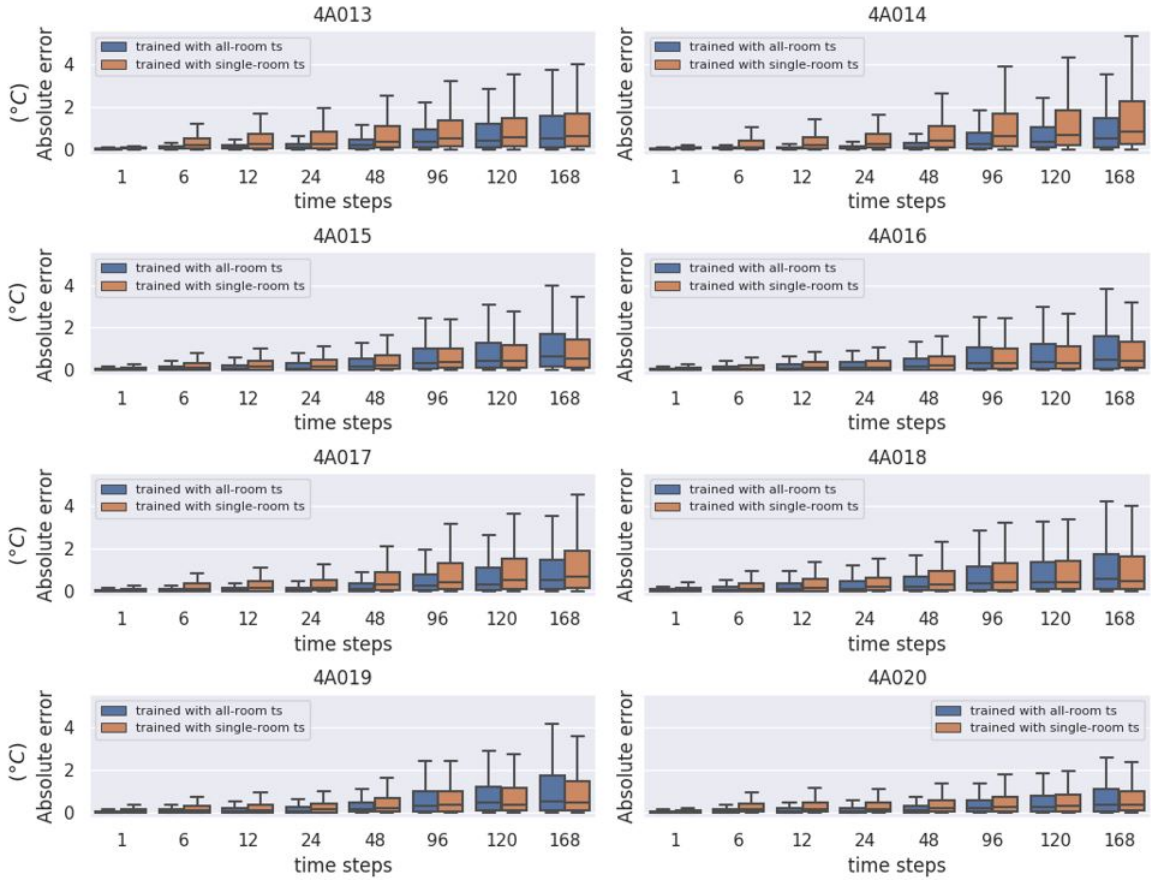 4A013
trained with all-room ts
trained with single-room ts
4
2
0
Absolute error
(°C)
1 6 12 24 48 96 120 168
time steps
4A014
trained with all-room ts
trained with single-room ts
Absolute error
1 6 12 24 48 96 120 168
time steps
4A015
trained with all-room ts
trained with single-room ts
4
2
0
Absolute error
(°C)
1 6 12 24 48 96 120 168
time steps
4A016
trained with all-room ts
trained with single-room ts
Absolute error
1 6 12 24 48 96 120 168
time steps
4A017
trained with all-room ts
trained with single-room ts
4
2
0
Absolute error
(°C)
1 6 12 24 48 96 120 168
time steps
4A018
trained with all-room ts
trained with single-room ts
Absolute error
1 6 12 24 48 96 120 168
time steps
4A019
trained with all-room ts
trained with single-room ts
4
2
0
Absolute error
(°C)
1 6 12 24 48 96 120 168
time steps
4A020
trained with all-room ts
trained with single-room ts
Absolute error
1 6 12 24 48 96 120 168
time steps